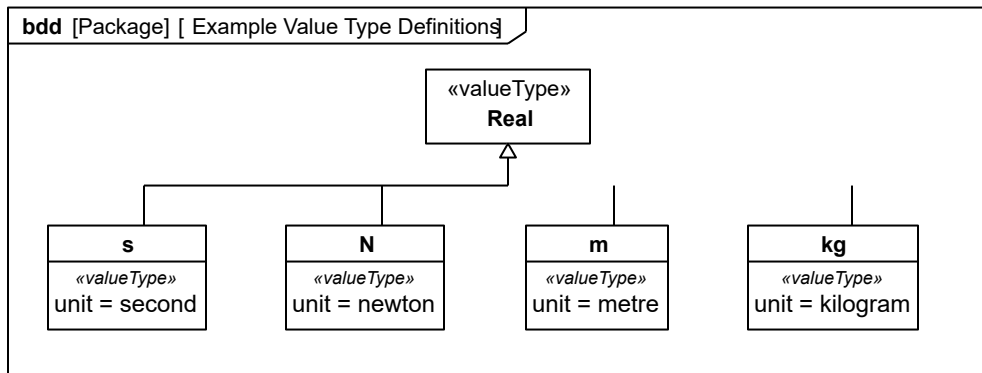 bdd [Package] [ Example Value Type Definitions]
«valueType»
Real
s
«valueType»
unit = second
N
«valueType»
unit = newton
m
«valueType»
unit = metre
kg
«valueType»
unit = kilogram